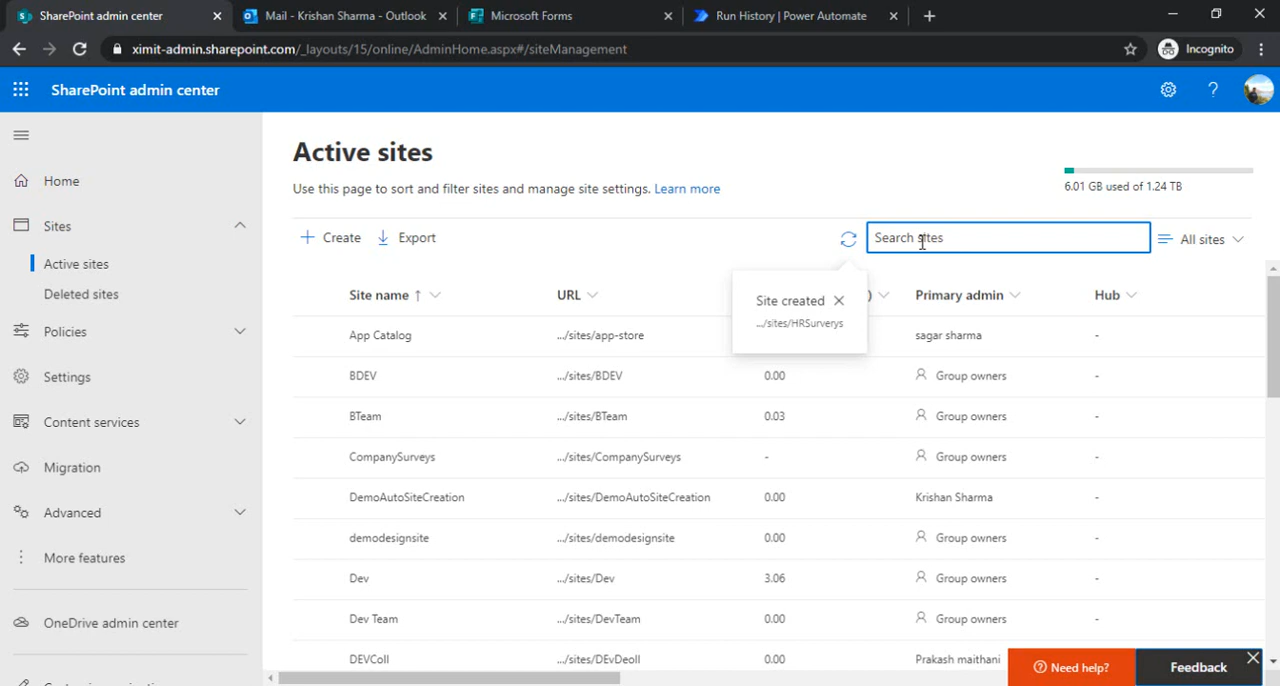 SharePoint admin center
Mail - Krishan Sharma - Outlook
Microsoft Forms
Run History | Power Automate
ximit-admin.sharepoint.com/_layouts/15/online/AdminHome.aspx#/siteManagement
Incognito
SharePoint admin center
?
Home
Sites
Active sites
Deleted sites
Policies
Settings
Content services
Migration
Advanced
More features
OneDrive admin center
Active sites
Use this page to sort and filter sites and manage site settings. Learn more
6.01 GB used of 1.24 TB
Create
Export
Search sites
All sites
Site created
.../sites/HRSurverys
Site name ↑ URL ) Primary admin Hub
App Catalog .../sites/app-store sagar sharma -
BDEV .../sites/BDEV 0.00 Group owners -
BTeam .../sites/BTeam 0.03 Group owners -
CompanySurveys .../sites/CompanySurveys - Group owners -
DemoAutoSiteCreation .../sites/DemoAutoSiteCreation 0.00 Krishan Sharma -
demodesignsite .../sites/demodesignsite 0.00 Group owners -
Dev .../sites/Dev 3.06 Group owners -
Dev Team .../sites/DevTeam 0.00 Group owners -
DEVColl .../sites/DEvDeoll 0.00 Prakash maithani
Need help?
Feedback